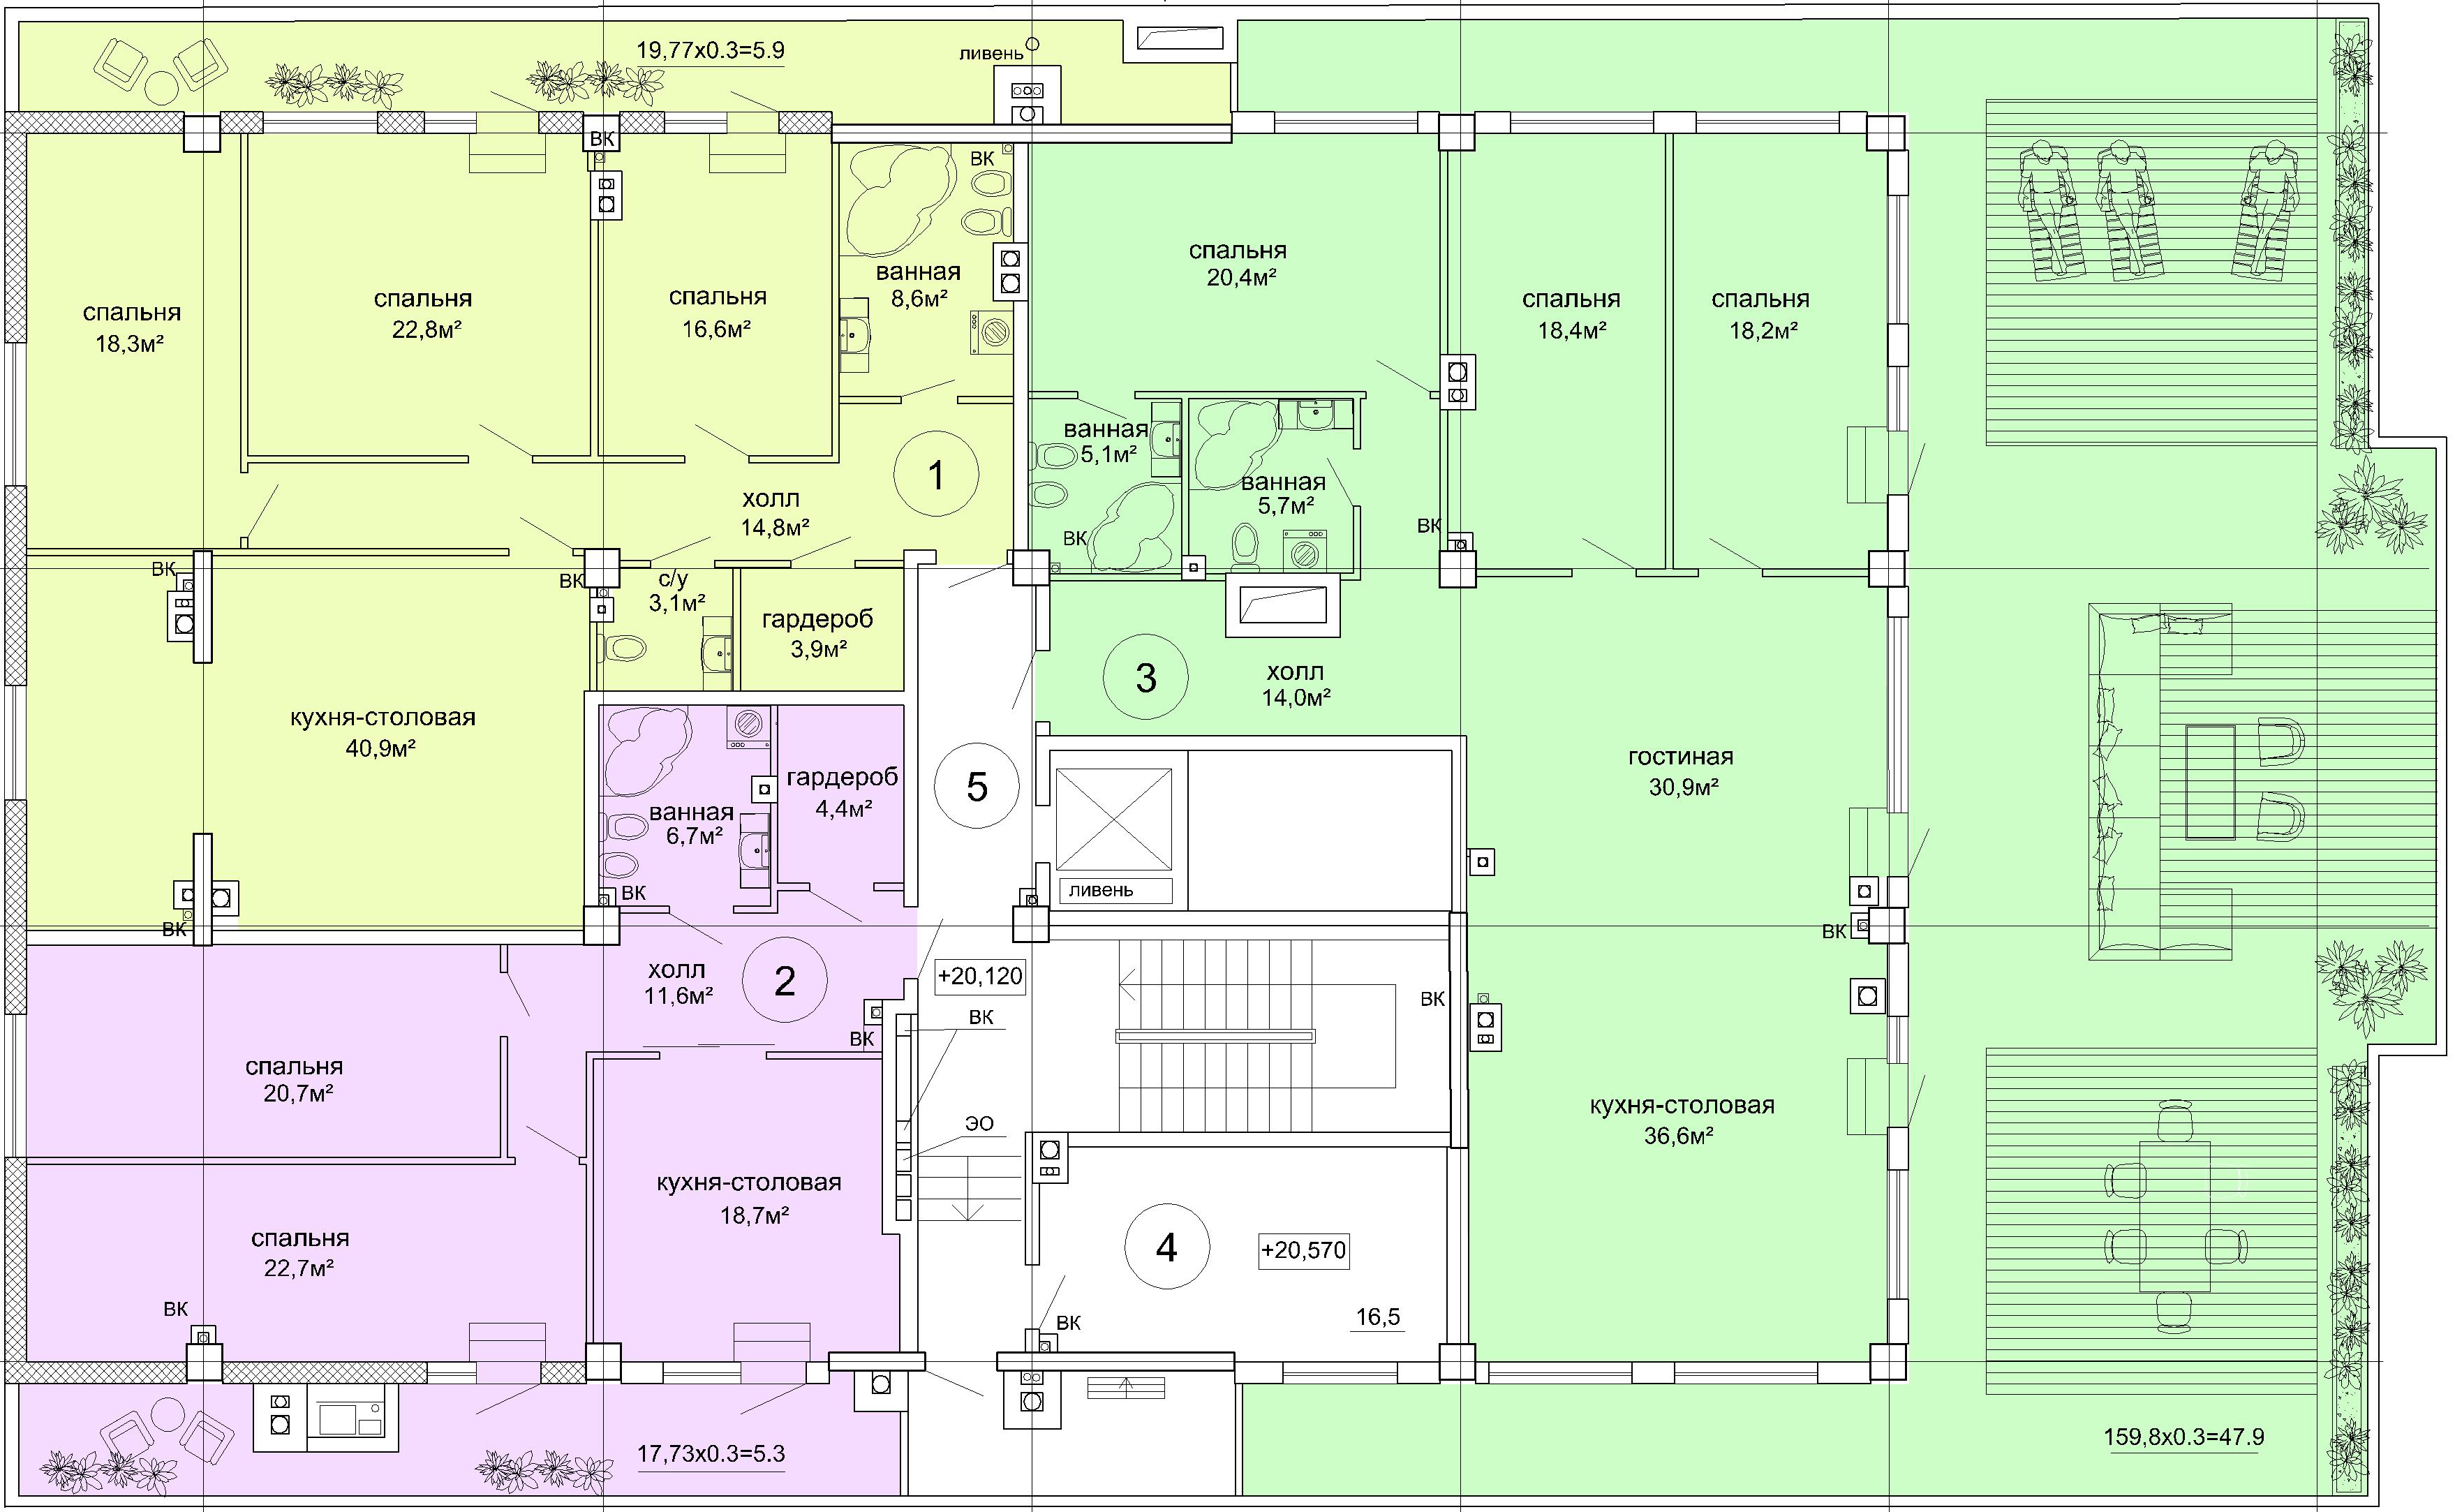 19,77х0.3=5.9
ливень
ВК
ВК
спальня
18,3м²
спальня
22,8м²
спальня
16,6м²
ванная
8,6м²
спальня
20,4м²
спальня
18,4м²
спальня
18,2м²
1
холл
14,8м²
ванная
5,1м²
ванная
5,7м²
ВК
ВК
ВК
ВК
с/у
3,1м²
гардероб
3,9м²
3
холл
14,0м²
кухня-столовая
40,9м²
гостиная
30,9м²
гардероб
4,4м²
ванная
6,7м²
5
ВК
ливень
ВК
ВК
холл
11,6м²
2
+20,120
ВК
ВК
ВК
спальня
20,7м²
ЭО
кухня-столовая
36,6м²
кухня-столовая
18,7м²
спальня
22,7м²
4
+20,570
ВК
ВК
16,5
17,73х0.3=5.3
159,8х0.3=47.9